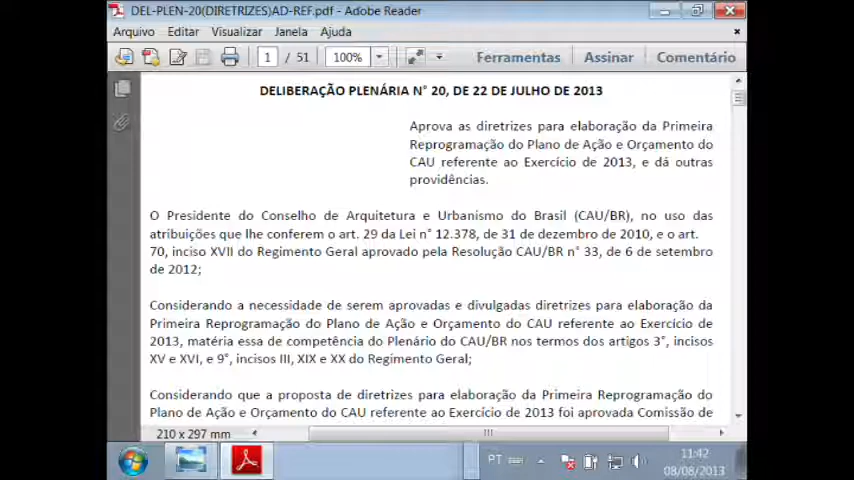 DEL-PLEN-20(DIRETRIZES)AD-REF.pdf - Adobe Reader
Arquivo Editar Visualizar Janela Ajuda
1 / 51 100% Ferramentas Assinar Comentário
DELIBERAÇÃO PLENÁRIA N° 20, DE 22 DE JULHO DE 2013
Aprova as diretrizes para elaboração da Primeira
Reprogramação do Plano de Ação e Orçamento do
CAU referente ao Exercício de 2013, e dá outras
providências.
O Presidente do Conselho de Arquitetura e Urbanismo do Brasil (CAU/BR), no uso das
atribuições que lhe conferem o art. 29 da Lei n° 12.378, de 31 de dezembro de 2010, e o art.
70, inciso XVII do Regimento Geral aprovado pela Resolução CAU/BR n° 33, de 6 de setembro
de 2012;
Considerando a necessidade de serem aprovadas e divulgadas diretrizes para elaboração da
Primeira Reprogramação do Plano de Ação e Orçamento do CAU referente ao Exercício de
2013, matéria essa de competência do Plenário do CAU/BR nos termos dos artigos 3°, incisos
XV e XVI, e 9°, incisos III, XIX e XX do Regimento Geral;
Considerando que a proposta de diretrizes para elaboração da Primeira Reprogramação do
Plano de Ação e Orçamento do CAU referente ao Exercício de 2013 foi aprovada Comissão de
210 x 297 mm
PT 11:42
08/08/2013